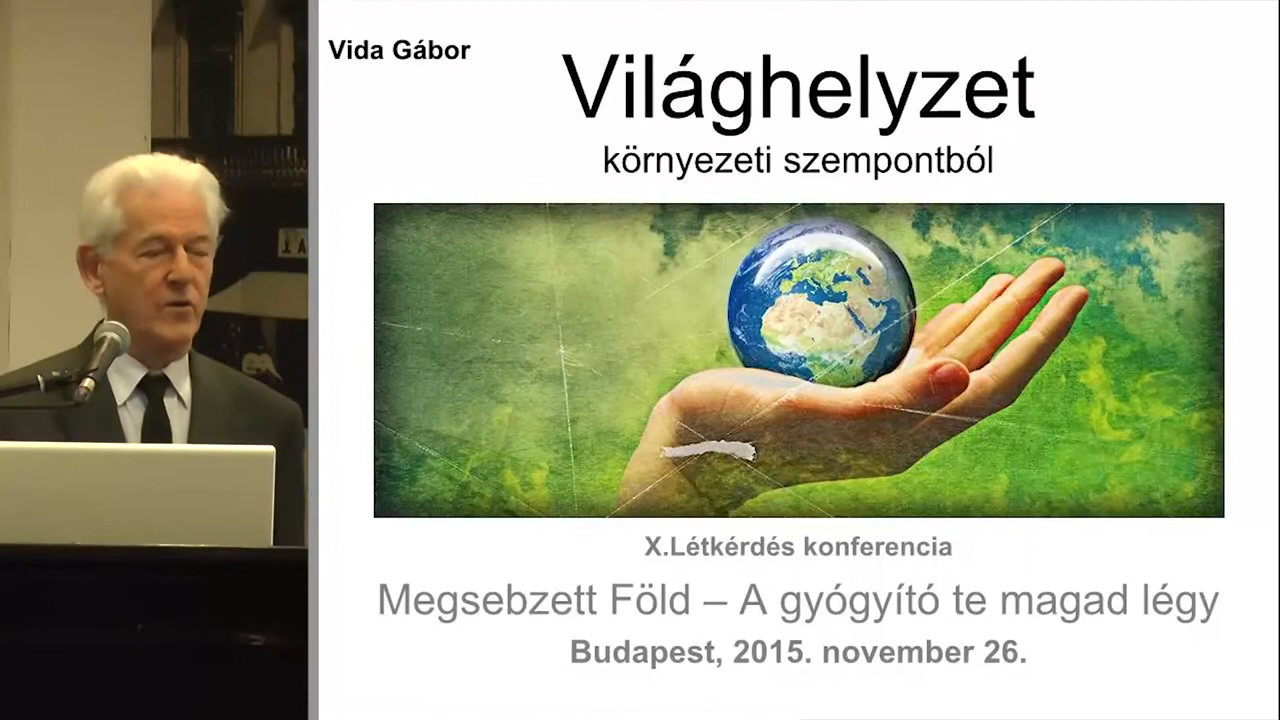 Vida Gábor
Világhelyzet
környezeti szempontból
X.Létkérdés konferencia
Megsebzett Föld – A gyógyító te magad légy
Budapest, 2015. november 26.